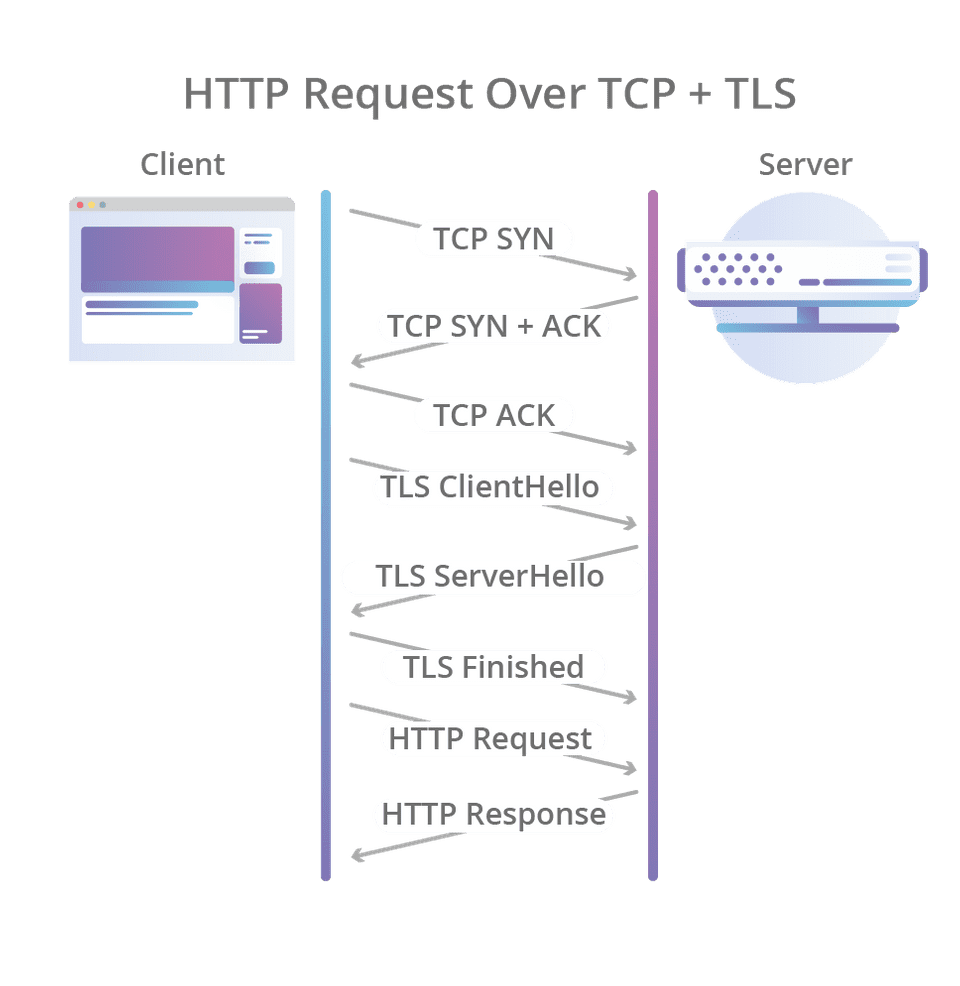 HTTP Request Over TCP + TLS
Client
Server
TCP SYN
TCP SYN + ACK
TCP ACK
TLS ClientHello
TLS ServerHello
TLS Finished
HTTP Request
HTTP Response